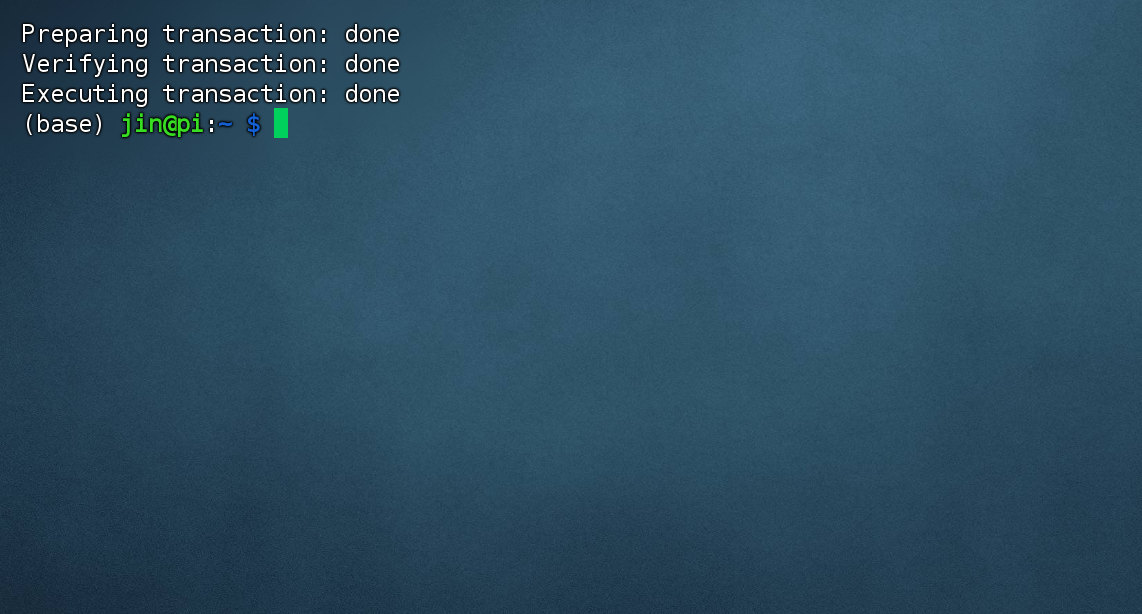 Preparing transaction: done
Verifying transaction: done
Executing transaction: done
(base) jin@pi:~ $